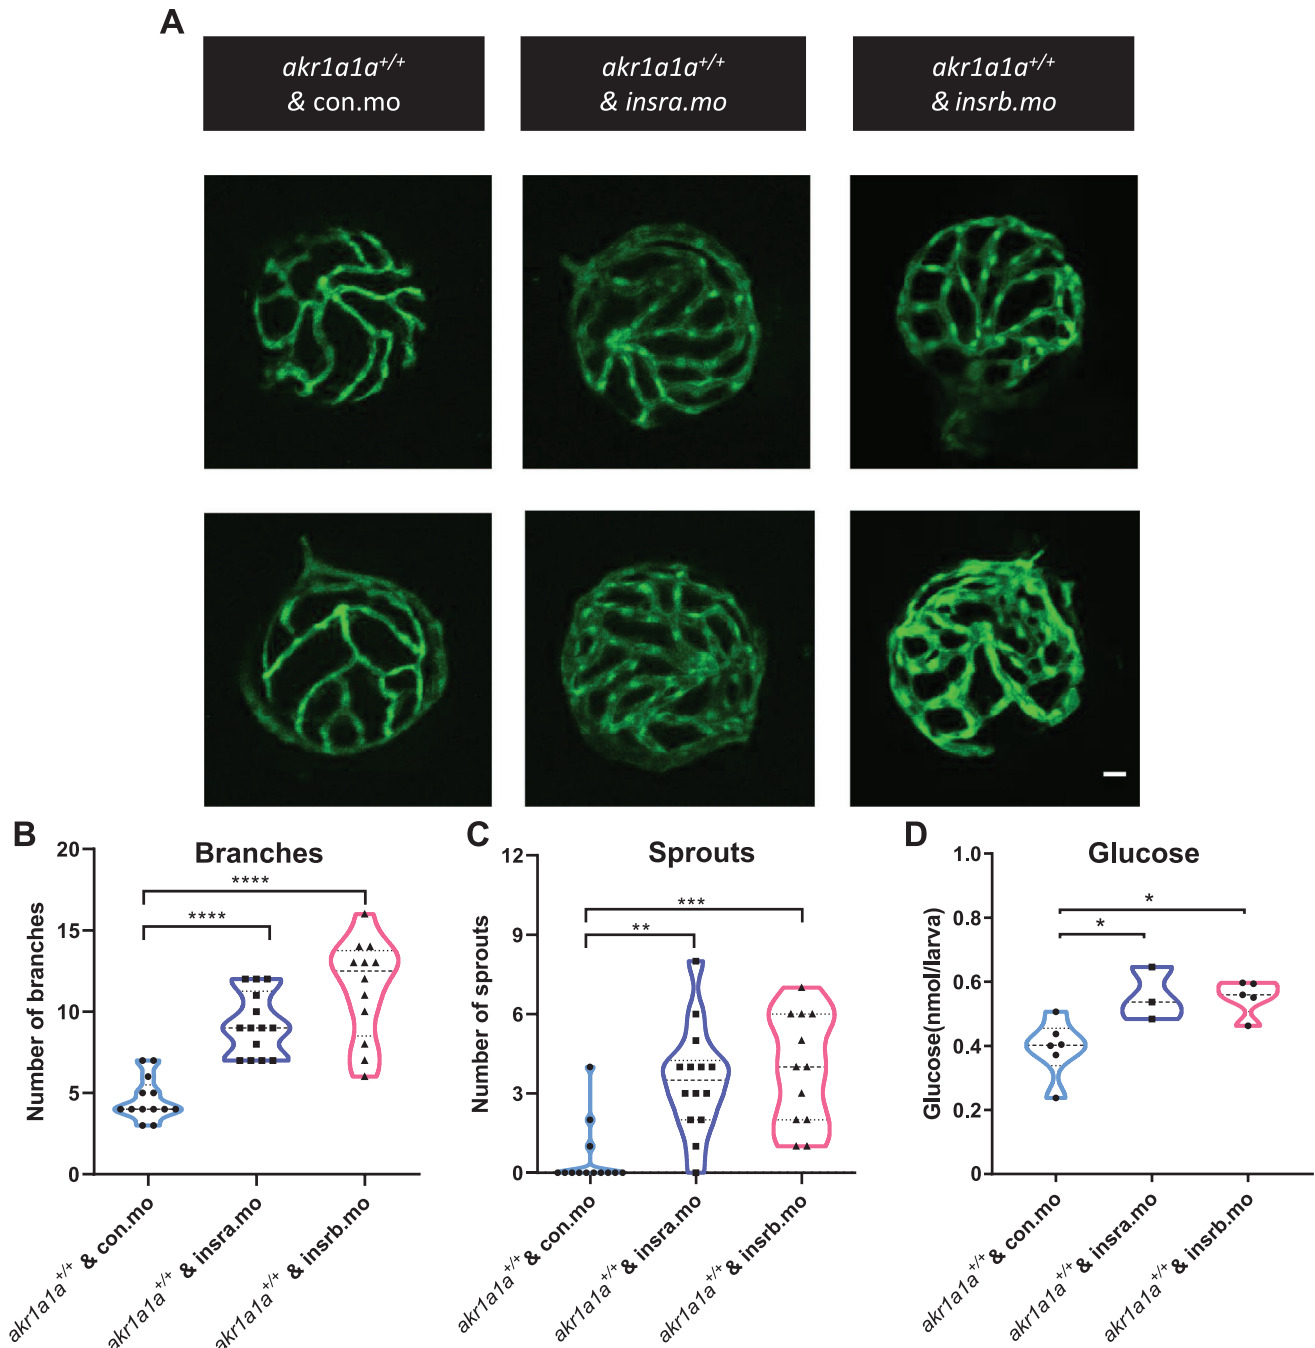 A
akr1a1a+/+
& con.mo
akr1a1a+/+
& insra.mo
akr1a1a+/+
& insrb.mo
B
Branches
Number of branches
20
15
10
5
0
****
****
akr1a1a+/+ & con.mo
akr1a1a+/+ & insra.mo
akr1a1a+/+ & insrb.mo
C
Sprouts
Number of sprouts
12
9
6
3
0
***
**
akr1a1a+/+ & con.mo
akr1a1a+/+ & insra.mo
akr1a1a+/+ & insrb.mo
D
Glucose
Glucose(nmol/larva)
1.0
0.8
0.6
0.4
0.2
0
*
*
akr1a1a+/+ & con.mo
akr1a1a+/+ & insra.mo
akr1a1a+/+ & insrb.mo